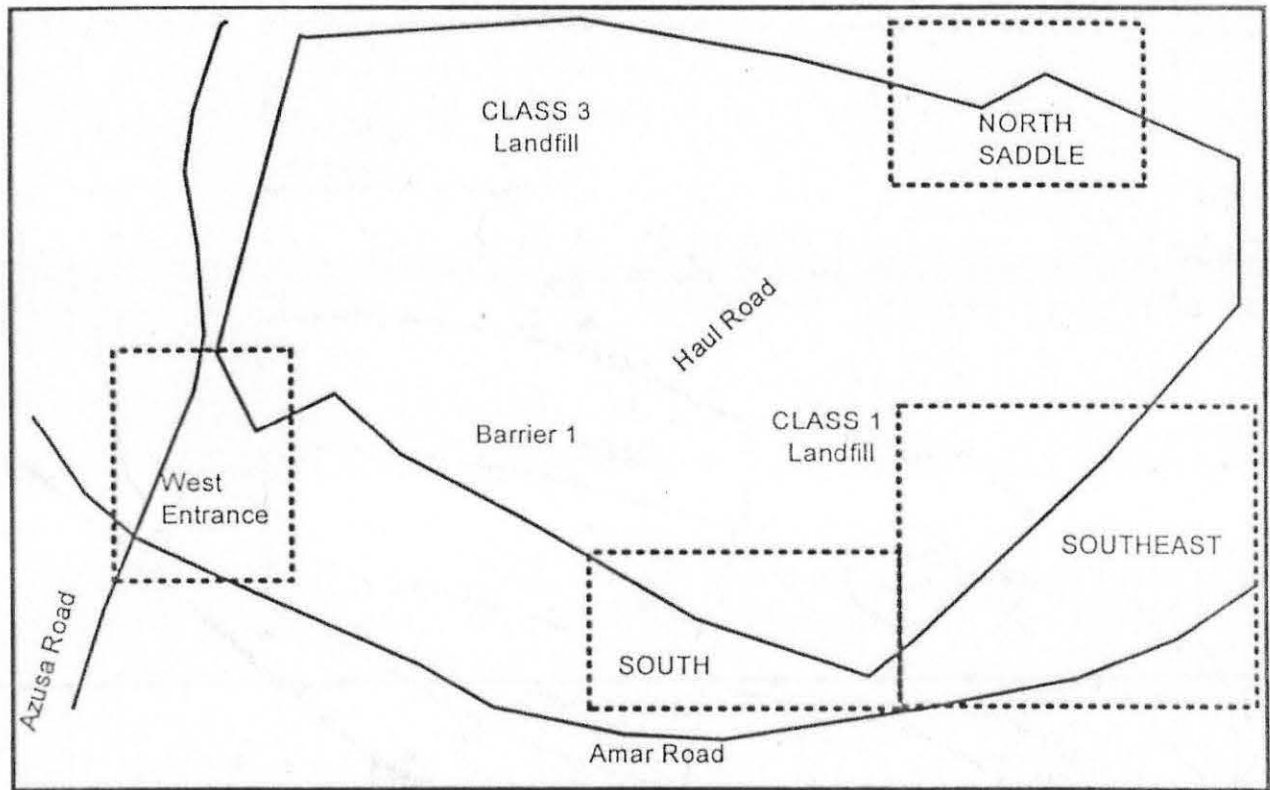 CLASS 3
Landfill
NORTH
SADDLE
Haul Road
Barrier 1
CLASS 1
Landfill
West
Entrance
SOUTHEAST
Azusa Road
SOUTH
Amar Road